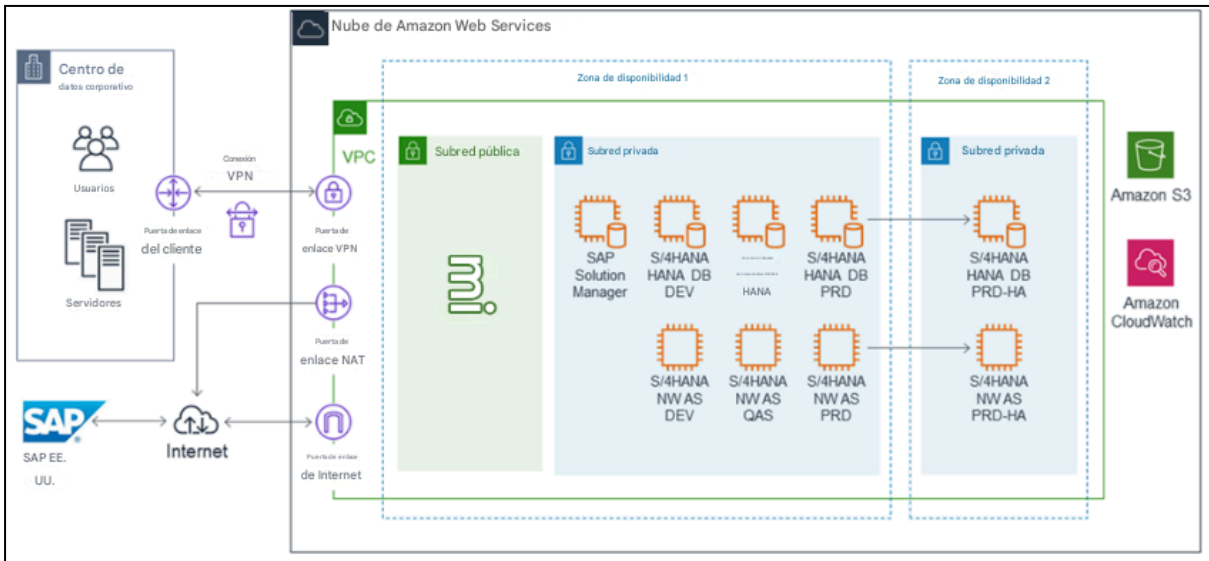 Nube de Amazon Web Services
Centro de
datos corporativo
Usuarios
Servidores
Conexión
VPN
Puerta de enlace
del cliente
VPC
Puerta de
enlace VPN
Puerta de
enlace NAT
Puerta de enlace
de Internet
SAP
SAP EE.
UU.
Internet
Zona de disponibilidad 1
Subred pública
Subred privada
SAP
Solution
Manager
S/4HANA
HANA DB
DEV
HANA
S/4HANA
HANA DB
PRD
S/4HANA
NW AS
DEV
S/4HANA
NW AS
QAS
S/4HANA
NW AS
PRD
Zona de disponibilidad 2
Subred privada
S/4HANA
HANA DB
PRD-HA
S/4HANA
NW AS
PRD-HA
Amazon S3
Amazon
CloudWatch